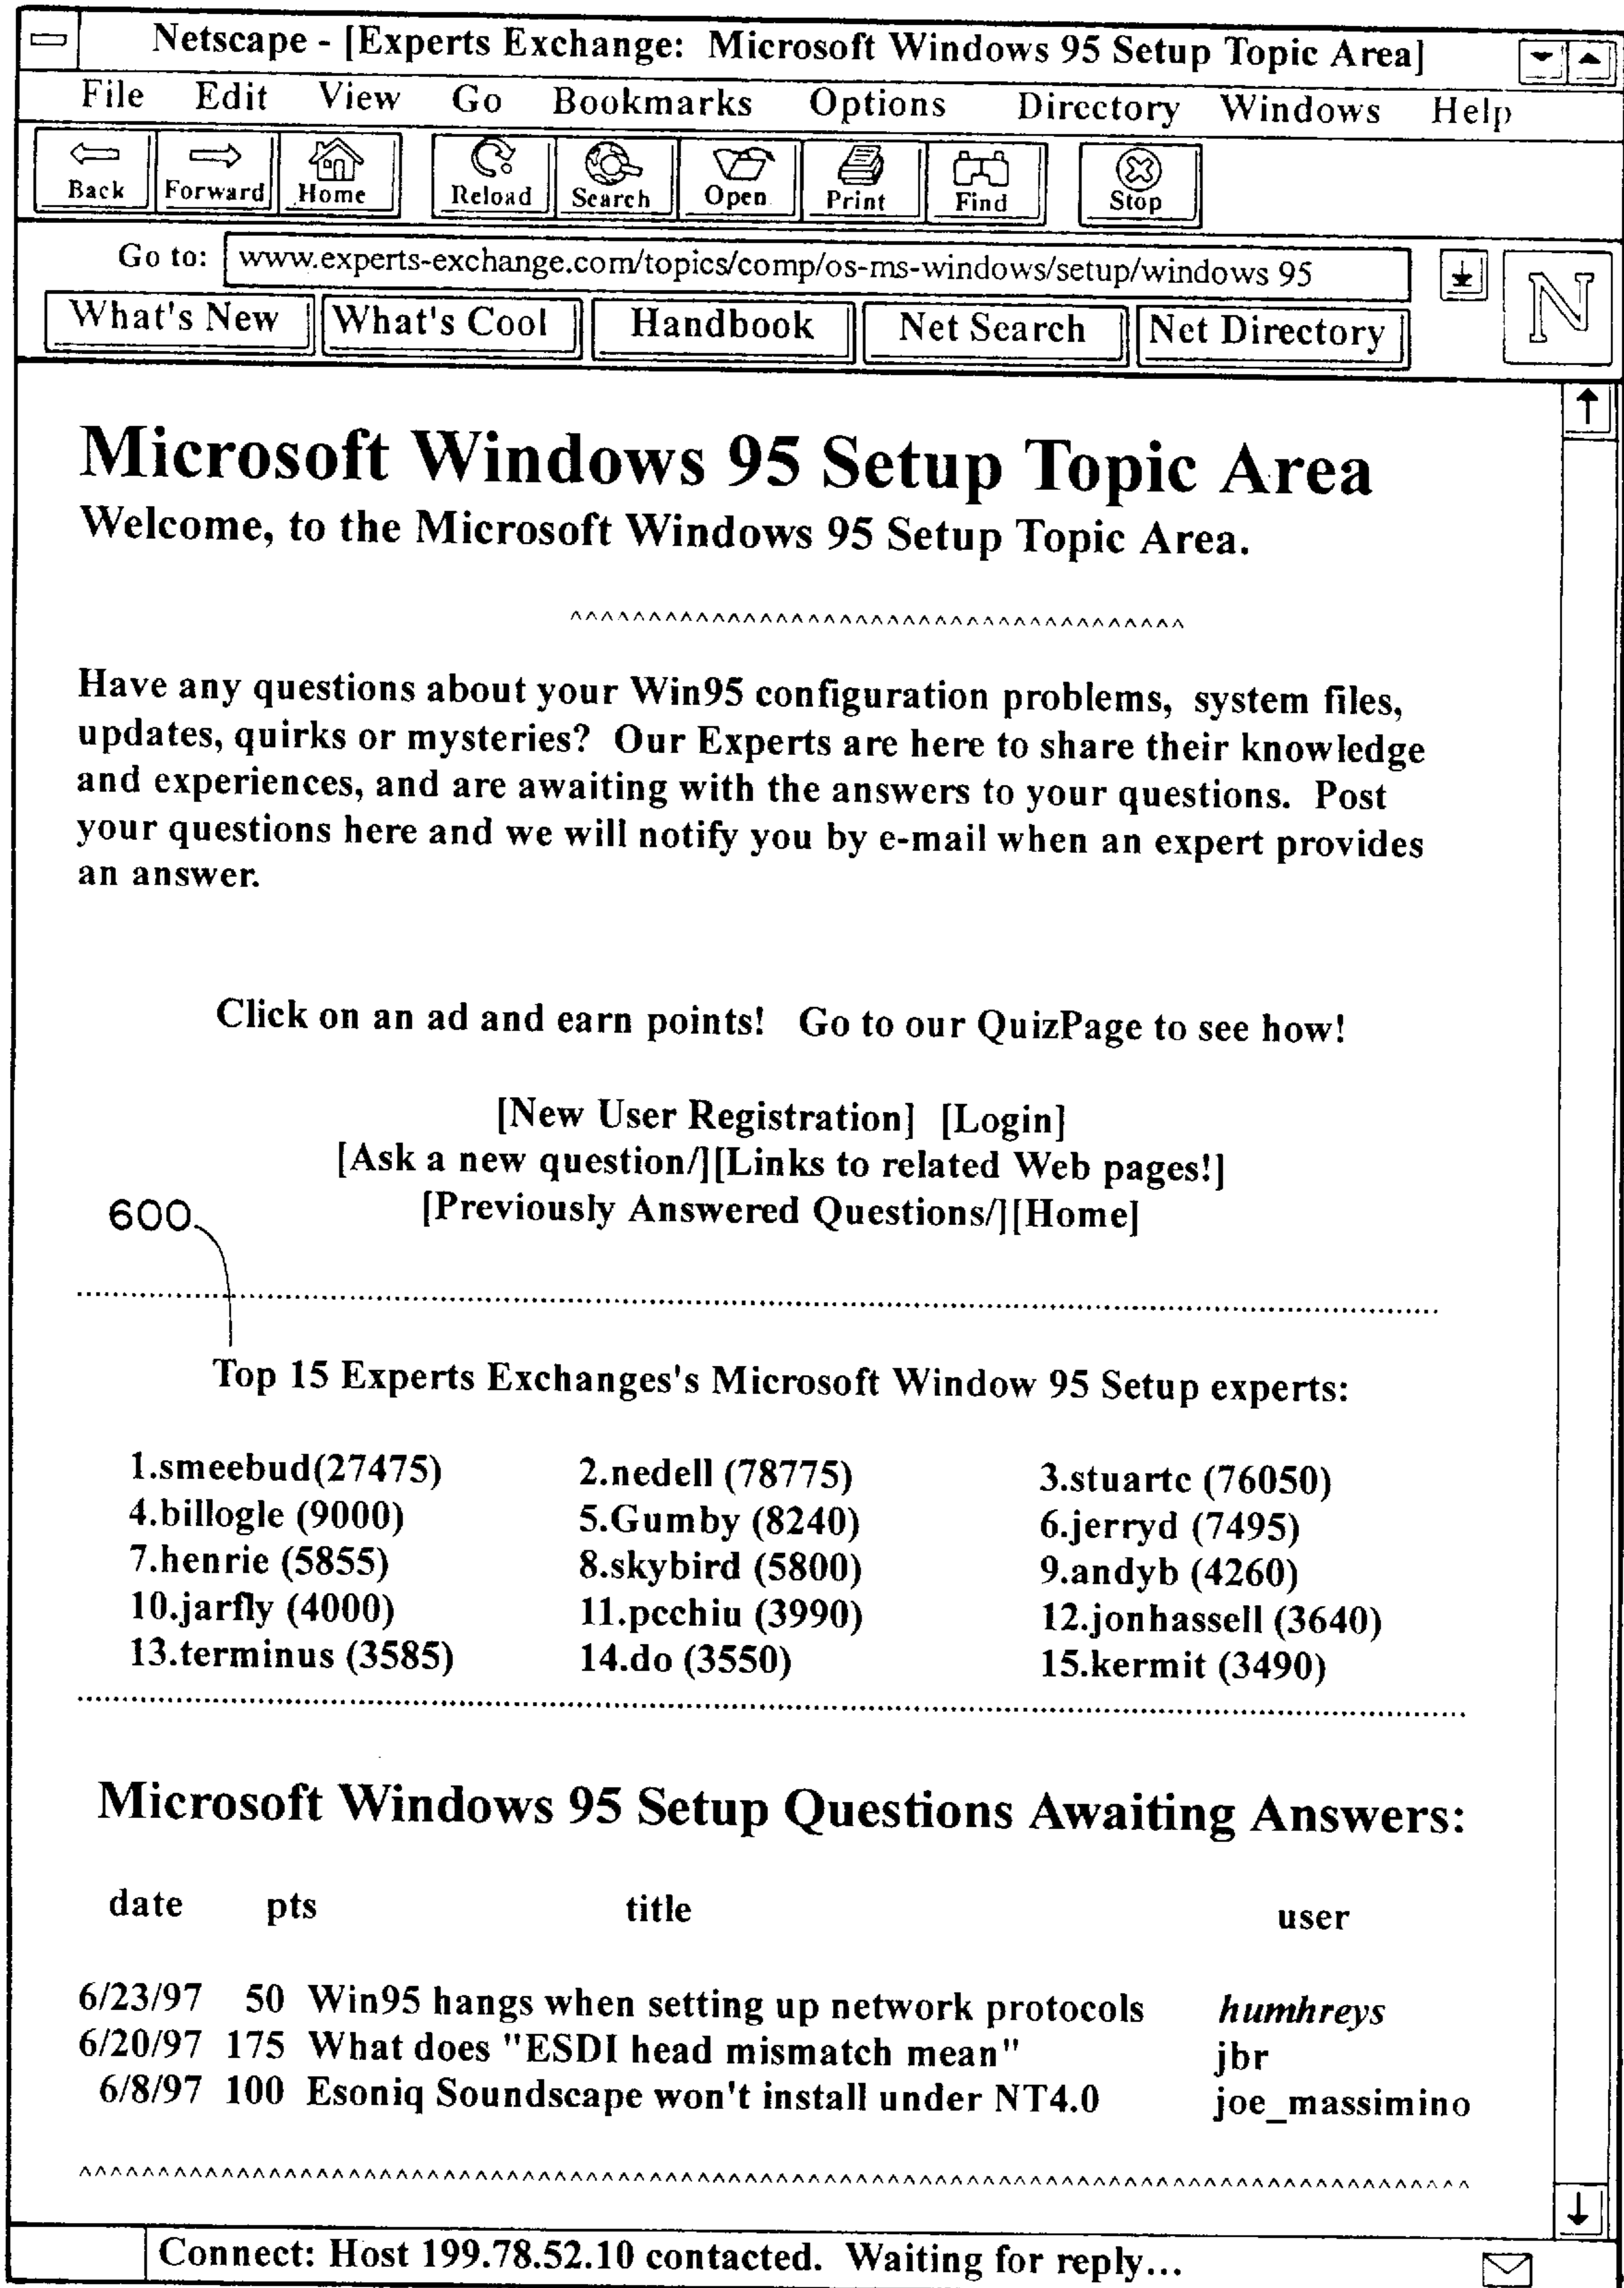 Netscape - [Experts Exchange: Microsoft Windows 95 Setup Topic Area]
File Edit View Go Bookmarks Options Directory Windows Help
Back Forward Home Reload Search Open Print Find Stop
Go to: www.experts-exchange.com/topics/comp/os-ms-windows/setup/windows 95
N
What's New What's Cool Handbook Net Search Net Directory
Microsoft Windows 95 Setup Topic Area
Welcome, to the Microsoft Windows 95 Setup Topic Area.
^^^^^^^^^^^^^^^^^^^^^^^^^^^^^^^^^^^^^^^
Have any questions about your Win95 configuration problems, system files,
updates, quirks or mysteries? Our Experts are here to share their knowledge
and experiences, and are awaiting with the answers to your questions. Post
your questions here and we will notify you by e-mail when an expert provides
an answer.
Click on an ad and earn points! Go to our QuizPage to see how!
[New User Registration] [Login]
[Ask a new question/][Links to related Web pages!]
[Previously Answered Questions/][Home]
600
Top 15 Experts Exchanges's Microsoft Window 95 Setup experts:
1.smeebud(27475) 2.nedell (78775) 3.stuartc (76050)
4.billogle (9000) 5.Gumby (8240) 6.jerryd (7495)
7.henrie (5855) 8.skybird (5800) 9.andyb (4260)
10.jarfly (4000) 11.pcchiu (3990) 12.jonhassell (3640)
13.terminus (3585) 14.do (3550) 15.kermit (3490)
Microsoft Windows 95 Setup Questions Awaiting Answers:
date pts title user
6/23/97 50 Win95 hangs when setting up network protocols humhreys
6/20/97 175 What does "ESDI head mismatch mean" jbr
6/8/97 100 Esoniq Soundscape won't install under NT4.0 joe_massimino
^^^^^^^^^^^^^^^^^^^^^^^^^^^^^^^^^^^^^^^^^^^^^^^^^^^^^^^^^^^^^^^^^^^^^^^^^^^^^^^^^^^^^^^^
Connect: Host 199.78.52.10 contacted. Waiting for reply...